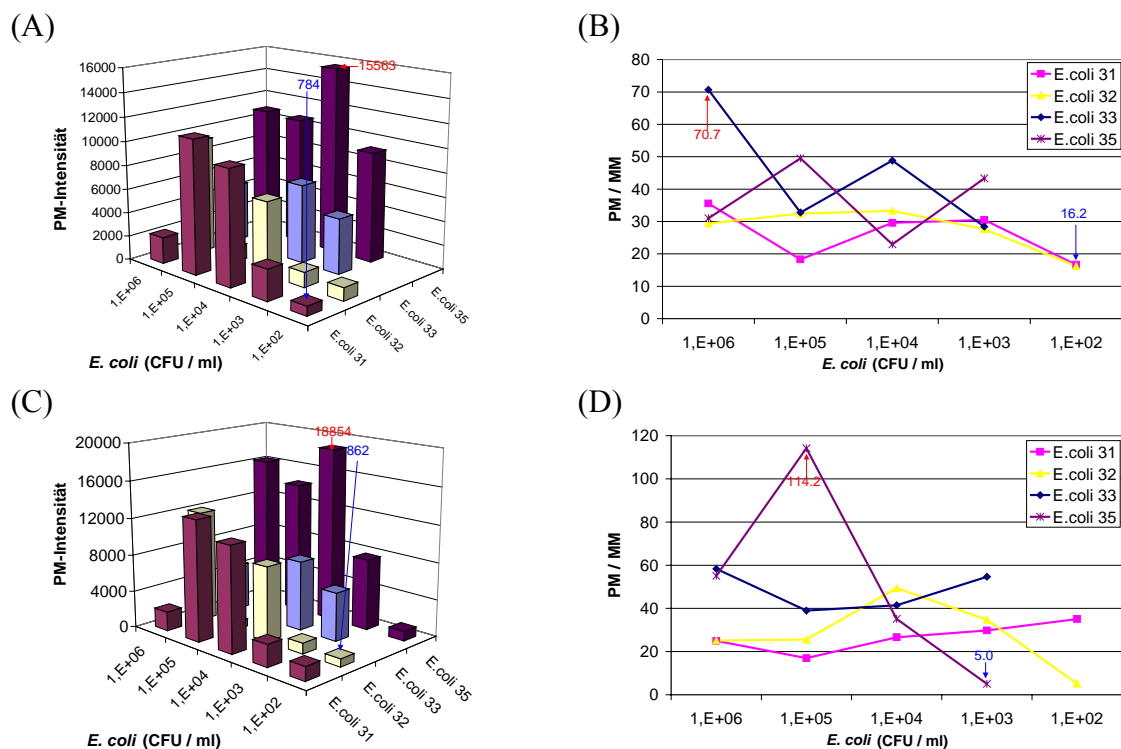 (A)
16000
14000
12000
10000
8000
6000
4000
2000
0
PM-Intensität
784
15563
1,E+06
1,E+05
1,E+04
1,E+03
1,E+02
E.coli 31
E.coli 32
E.coli 33
E.coli 35
E. coli (CFU / ml)
(B)
80
70
60
50
40
30
20
10
0
PM / MM
70.7
16.2
E.coli 31
E.coli 32
E.coli 33
E.coli 35
1,E+06 1,E+05 1,E+04 1,E+03 1,E+02
E. coli (CFU / ml)
(C)
20000
16000
12000
8000
4000
0
PM-Intensität
18854
862
1,E+06
1,E+05
1,E+04
1,E+03
1,E+02
E.coli 31
E.coli 32
E.coli 33
E.coli 35
E. coli (CFU / ml)
(D)
120
100
80
60
40
20
0
PM / MM
114.2
5.0
E.coli 31
E.coli 32
E.coli 33
E.coli 35
1,E+06 1,E+05 1,E+04 1,E+03 1,E+02
E. coli (CFU / ml)